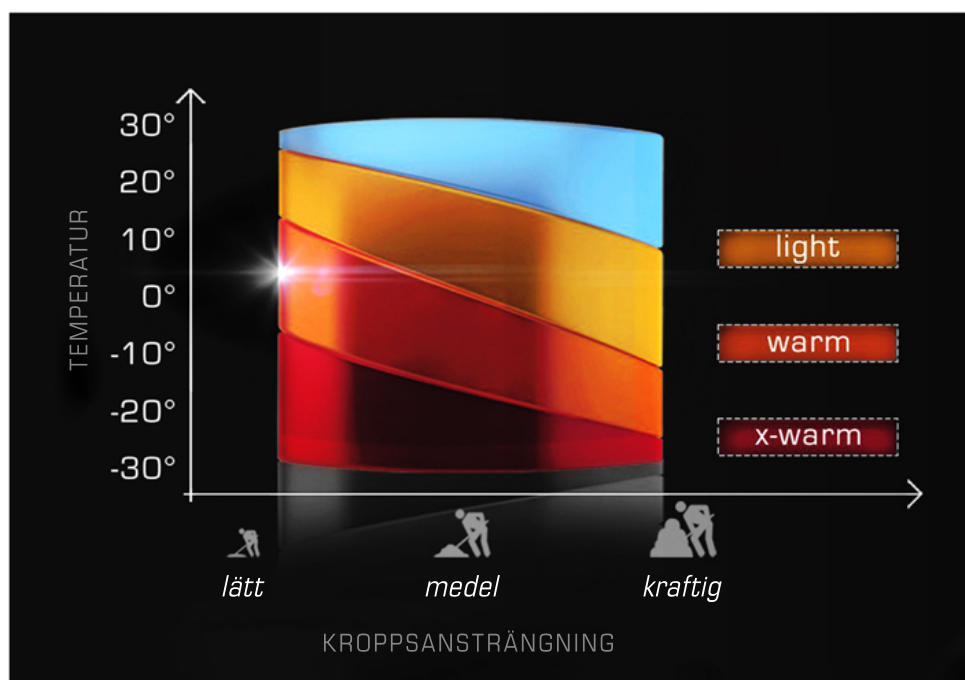 TEMPERATUR
30°
20°
10°
0°
-10°
-20°
-30°
light
warm
x-warm
lätt medel kraftig
KROPPSANSTRÄNGNING